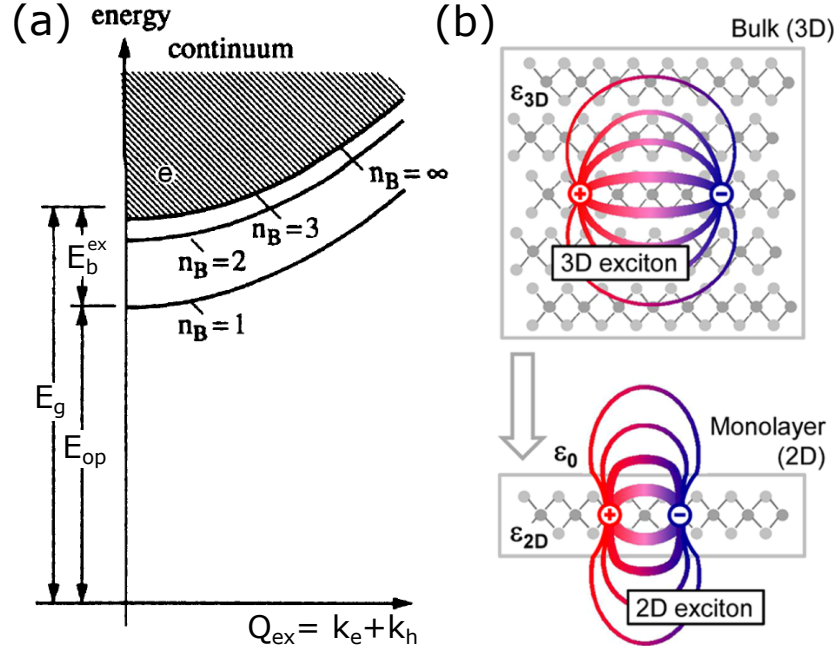 (a)
energy
continuum
e
n_B = ∞
n_B = 3
n_B = 2
n_B = 1
E_b^ex
E_g
E_op
Q_ex = k_e + k_h
(b)
Bulk (3D)
ε_3D
+
−
3D exciton
Monolayer
(2D)
ε_0
+
−
ε_2D
2D exciton